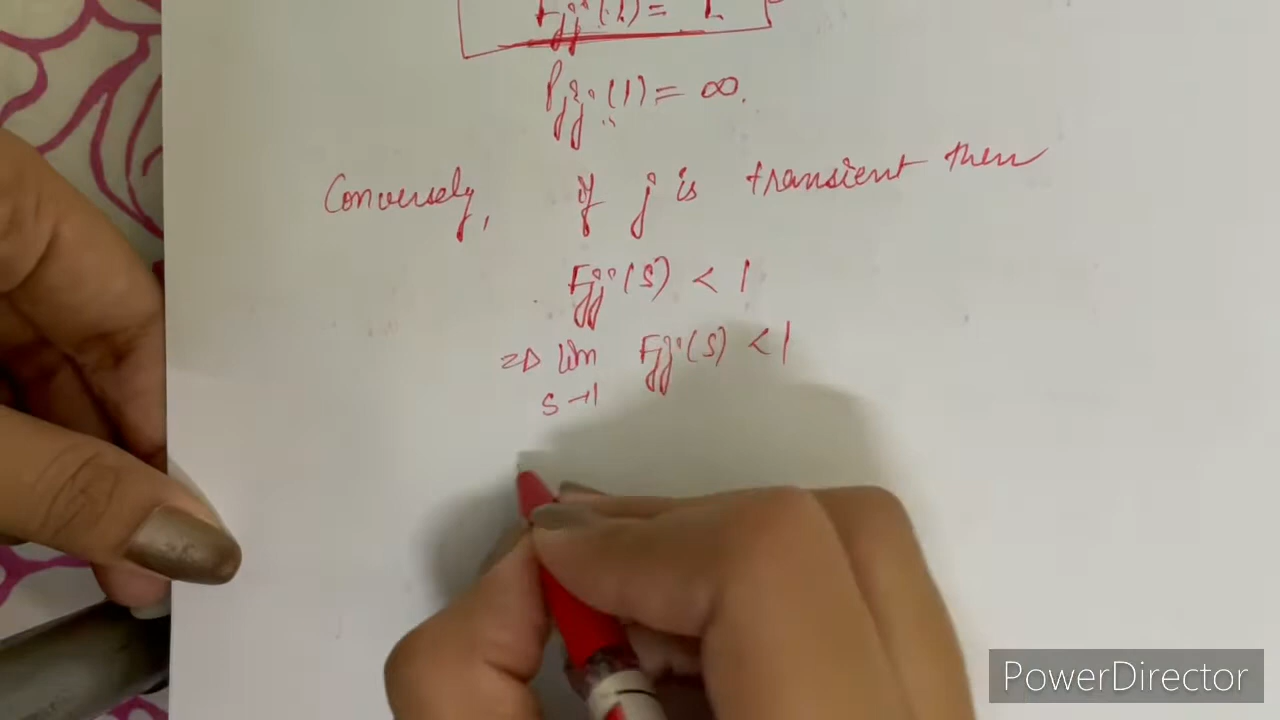 Fjj(1) = 1
Pjj(1) = ∞.
Conversely, if j is transient then
Fjj(S) < 1
⇒ lim Fjj(S) < 1
S→1
PowerDirector